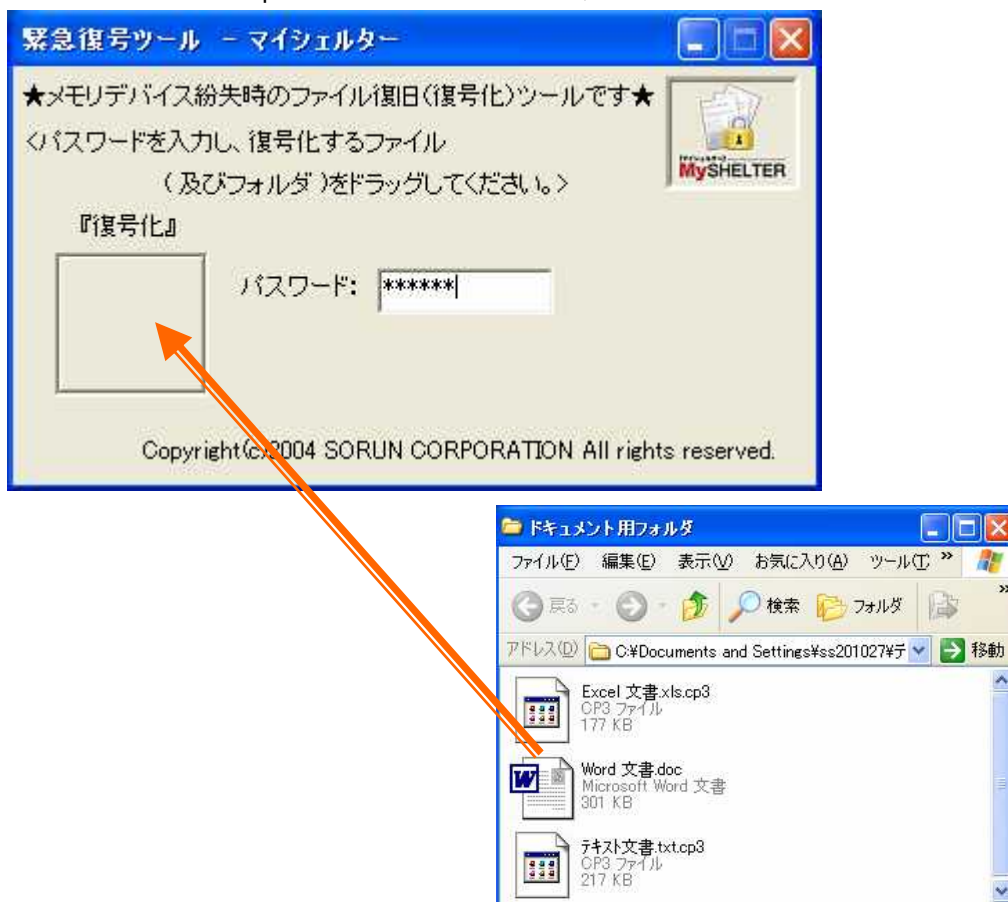 緊急復号ツール - マイシェルター
★メモリデバイス紛失時のファイル復旧(復号化)ツールです★
<パスワードを入力し、復号化するファイル
(及びフォルダ)をドラッグしてください。>
MySHELTER
『復号化』
パスワード: ******
Copyright(c)2004 SORUN CORPORATION All rights reserved.
ドキュメント用フォルダ
ファイル(F) 編集(E) 表示(V) お気に入り(A) ツール(T) »
戻る 検索 フォルダ »
アドレス(D) C:¥Documents and Settings¥ss201027¥デ 移動
Excel 文書.xls.cp3
CP3 ファイル
177 KB
Word 文書.doc
Microsoft Word 文書
301 KB
テキスト文書.txt.cp3
CP3 ファイル
217 KB